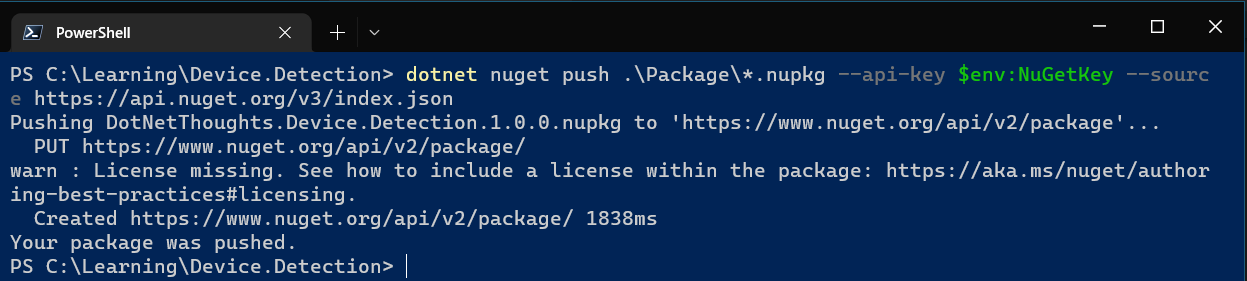 PowerShell
PS C:\Learning\Device.Detection> dotnet nuget push .\Package\*.nupkg --api-key $env:NuGetKey --sourc
e https://api.nuget.org/v3/index.json
Pushing DotNetThoughts.Device.Detection.1.0.0.nupkg to 'https://www.nuget.org/api/v2/package'...
  PUT https://www.nuget.org/api/v2/package/
warn : License missing. See how to include a license within the package: https://aka.ms/nuget/author
ing-best-practices#licensing.
  Created https://www.nuget.org/api/v2/package/ 1838ms
Your package was pushed.
PS C:\Learning\Device.Detection>